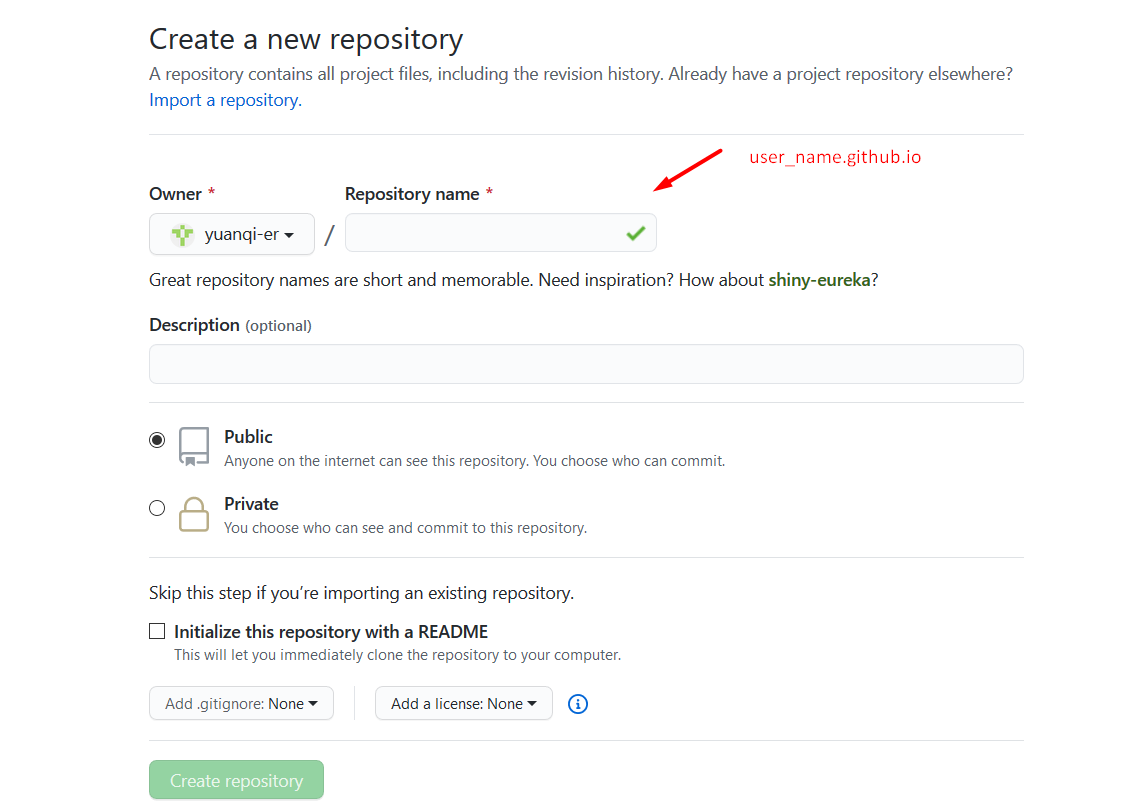 Create a new repository
A repository contains all project files, including the revision history. Already have a project repository elsewhere?
Import a repository.
user_name.github.io
Owner * Repository name *
yuanqi-er /
Great repository names are short and memorable. Need inspiration? How about shiny-eureka?
Description (optional)
Public
Anyone on the internet can see this repository. You choose who can commit.
Private
You choose who can see and commit to this repository.
Skip this step if you’re importing an existing repository.
Initialize this repository with a README
This will let you immediately clone the repository to your computer.
Add .gitignore: None Add a license: None
Create repository